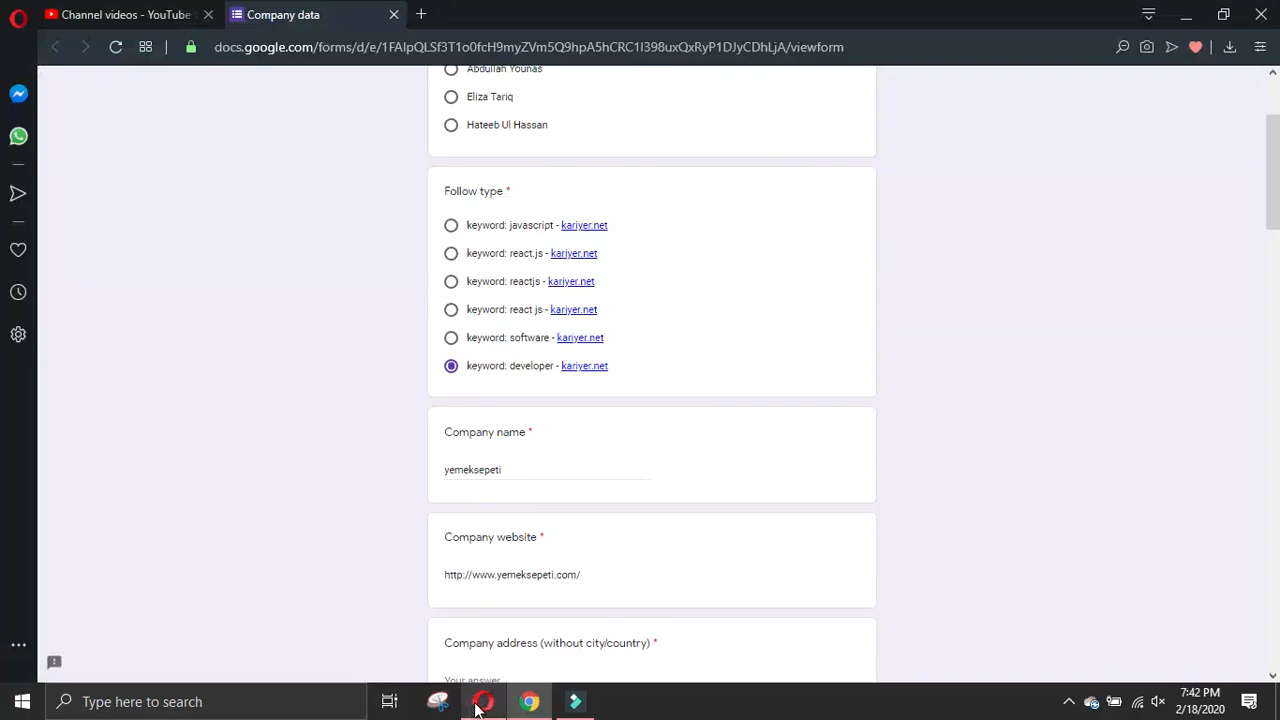 Channel videos - YouTube
Company data
docs.google.com/forms/d/e/1FAIpQLSf3T1o0fcH9myZVm5Q9hpA5hCRC1I398uxQxRyP1DJyCDhLjA/viewform
Abdullah Younas
Eliza Tariq
Hateeb Ul Hassan
Follow type *
keyword: javascript - kariyer.net
keyword: react.js - kariyer.net
keyword: reactjs - kariyer.net
keyword: react js - kariyer.net
keyword: software - kariyer.net
keyword: developer - kariyer.net
Company name *
yemeksepeti
Company website *
http://www.yemeksepeti.com/
Company address (without city/country) *
Your answer
Type here to search
7:42 PM
2/18/2020